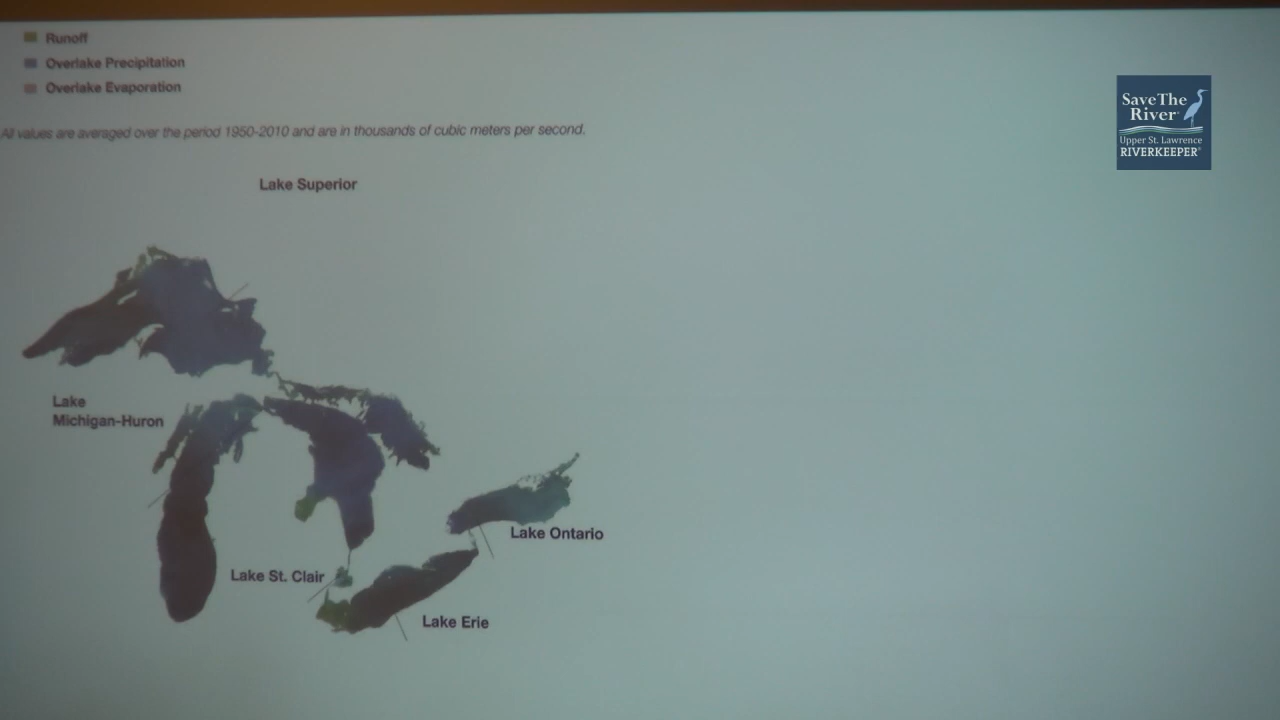 Runoff
Overlake Precipitation
Overlake Evaporation
All values are averaged over the period 1950-2010 and are in thousands of cubic meters per second.
Save The
River
Upper St. Lawrence
RIVERKEEPER®
Lake Superior
Lake
Michigan-Huron
Lake Ontario
Lake St. Clair
Lake Erie